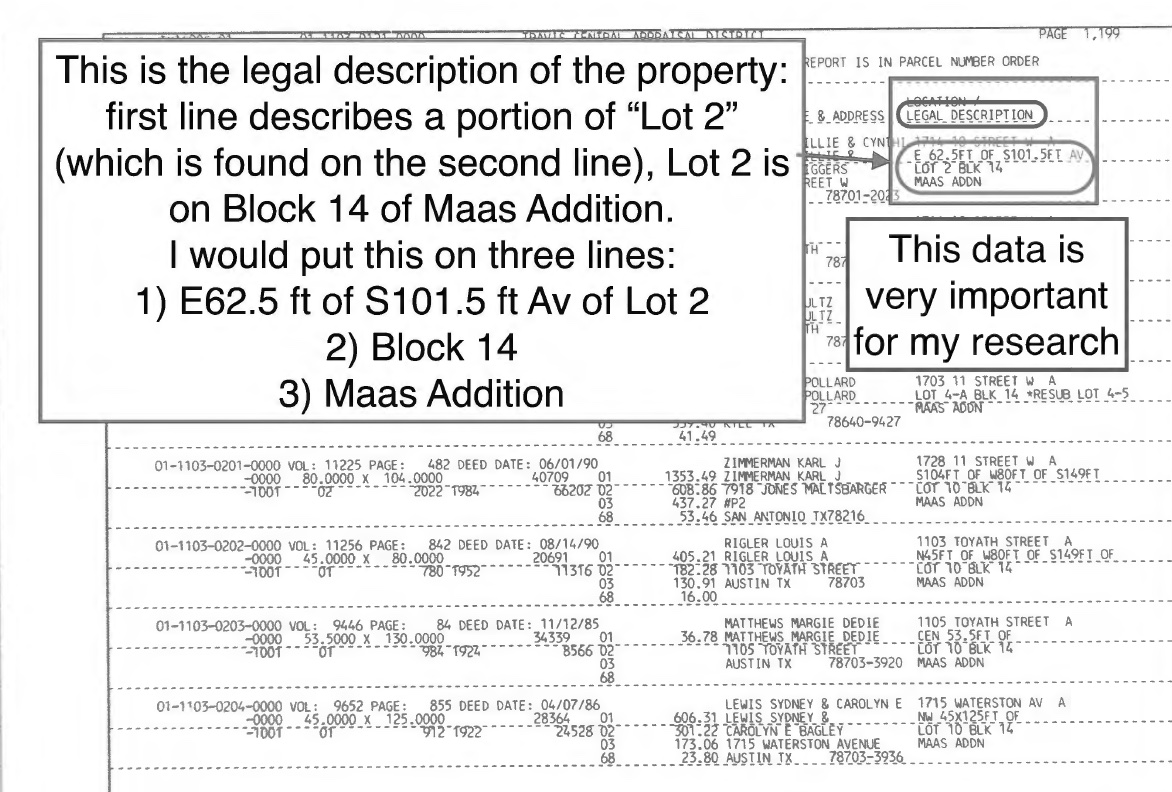 TRAVIS CENTRAL APPRAISAL DISTRICT
PAGE 1,199
REPORT IS IN PARCEL NUMBER ORDER
This is the legal description of the property:
first line describes a portion of “Lot 2”
(which is found on the second line), Lot 2 is
on Block 14 of Maas Addition.
I would put this on three lines:
1) E62.5 ft of S101.5 ft Av of Lot 2
2) Block 14
3) Maas Addition
LOCATION /
& ADDRESS LEGAL DESCRIPTION
ILLIE & CYNTHI 1714 10 STREET W A
E 62.5FT OF S101.5FT AV
LOT 2 BLK 14
REET W MAAS ADDN
78701-2023
This data is
very important
for my research
POLLARD 1703 11 STREET W A
POLLARD LOT 4-A BLK 14 *RESUB LOT 4-5
27 MAAS ADDN
03 339.40 KYLE TX 78640-9427
68 41.49
01-1103-0201-0000 VOL: 11225 PAGE: 482 DEED DATE: 06/01/90 ZIMMERMAN KARL J 1728 11 STREET W A
-0000 80.0000 X 104.0000 40709 01 1353.49 ZIMMERMAN KARL J S104FT OF W80FT OF S149FT
-1001 01 2022 1984 66202 02 608.86 7918 JONES MALTSBARGER LOT 10 BLK 14
03 437.27 #P2 MAAS ADDN
68 53.46 SAN ANTONIO TX78216
01-1103-0202-0000 VOL: 11256 PAGE: 842 DEED DATE: 08/14/90 RIGLER LOUIS A 1103 TOYATH STREET A
-0000 45.0000 X 80.0000 20691 01 405.21 RIGLER LOUIS A N45FT OF W80FT OF S149FT OF
-1001 01 780 1952 11316 02 182.28 1103 TOYATH STREET LOT 10 BLK 14
03 130.91 AUSTIN TX 78703 MAAS ADDN
68 16.00
01-1103-0203-0000 VOL: 9446 PAGE: 84 DEED DATE: 11/12/85 MATTHEWS MARGIE DEDIE 1105 TOYATH STREET A
-0000 53.5000 X 130.0000 34339 01 36.78 MATTHEWS MARGIE DEDIE CEN 53.5FT OF
-1001 01 984 1924 8566 02 1105 TOYATH STREET LOT 10 BLK 14
03 AUSTIN TX 78703-3920 MAAS ADDN
68
01-1103-0204-0000 VOL: 9652 PAGE: 855 DEED DATE: 04/07/86 LEWIS SYDNEY & CAROLYN E 1715 WATERSTON AV A
-0000 45.0000 X 125.0000 28364 01 606.31 LEWIS SYDNEY & NW 45X125FT OF
-1001 01 912 1922 24528 02 301.22 CAROLYN E BAGLEY LOT 10 BLK 14
03 173.06 1715 WATERSTON AVENUE MAAS ADDN
68 23.80 AUSTIN TX 78703-3936